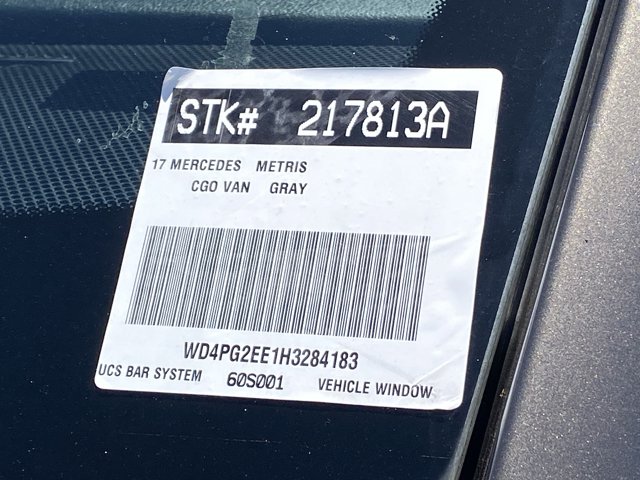 STK# 217813A
17 MERCEDES METRIS
CGO VAN GRAY
WD4PG2EE1H3284183
UCS BAR SYSTEM 60S001 VEHICLE WINDOW